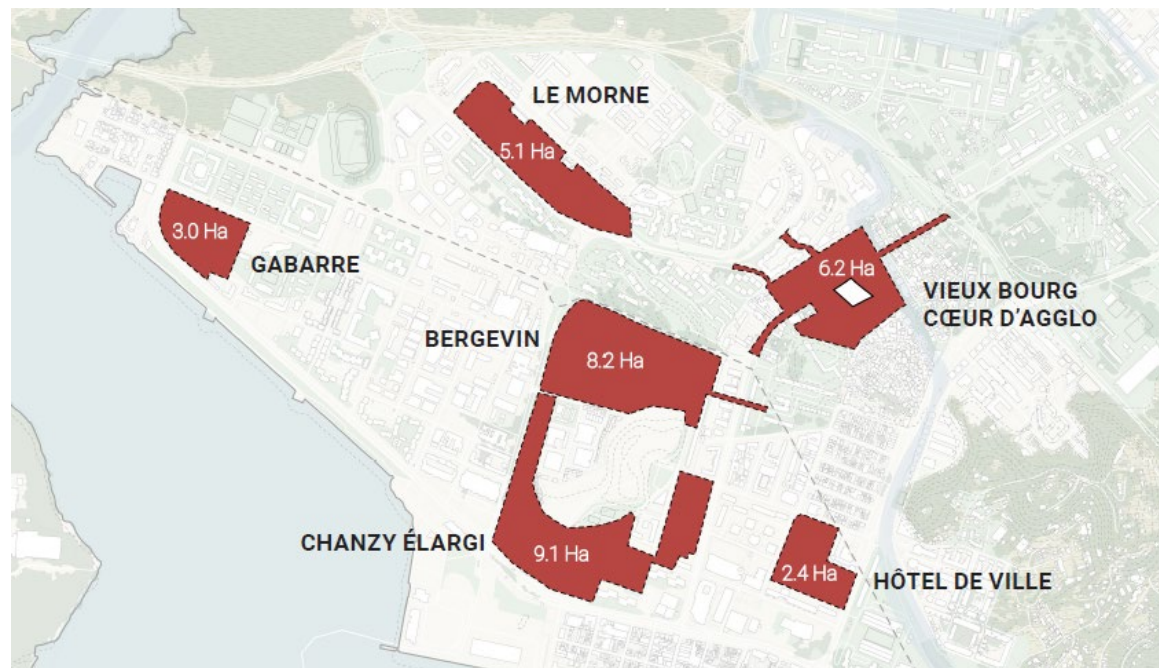 LE MORNE
5.1 Ha
3.0 Ha
GABARRE
6.2 Ha
VIEUX BOURG
CŒUR D'AGGLO
BERGEVIN
8.2 Ha
CHANZY ÉLARGI
9.1 Ha
2.4 Ha
HÔTEL DE VILLE